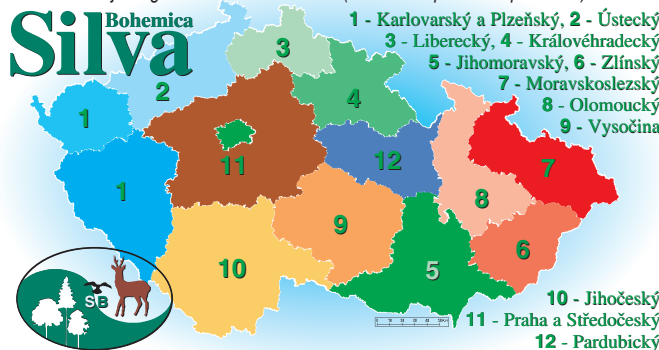 Bohemica
Silva
1 - Karlovarský a Plzeňský, 2 - Ústecký
3 - Liberecký, 4 - Královéhradecký
5 - Jihomoravský, 6 - Zlínský
7 - Moravskoslezský
8 - Olomoucký
9 - Vysočina
3
2
4
1
11
12
7
1
8
9
6
10
5
SB
10 - Jihočeský
11 - Praha a Středočeský
12 - Pardubický